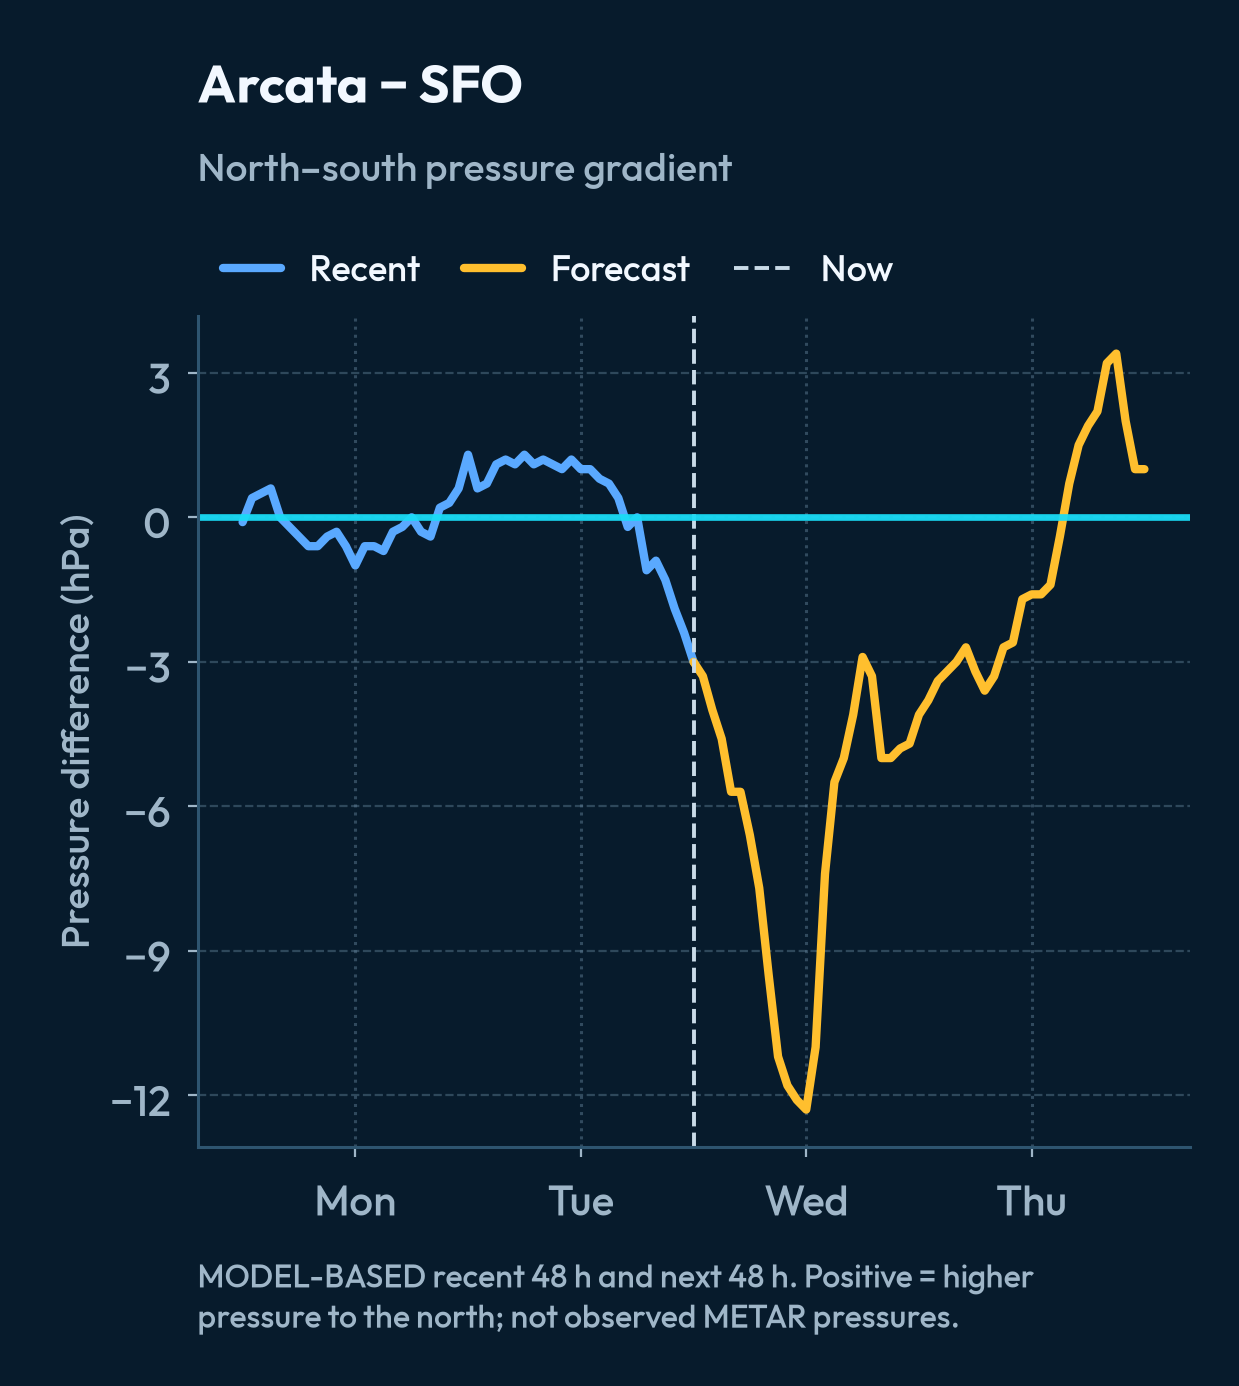 Arcata – SFO
North–south pressure gradient
Recent Forecast Now
3
0
−3
−6
−9
−12
Pressure difference (hPa)
Mon Tue Wed Thu
MODEL-BASED recent 48 h and next 48 h. Positive = higher
pressure to the north; not observed METAR pressures.